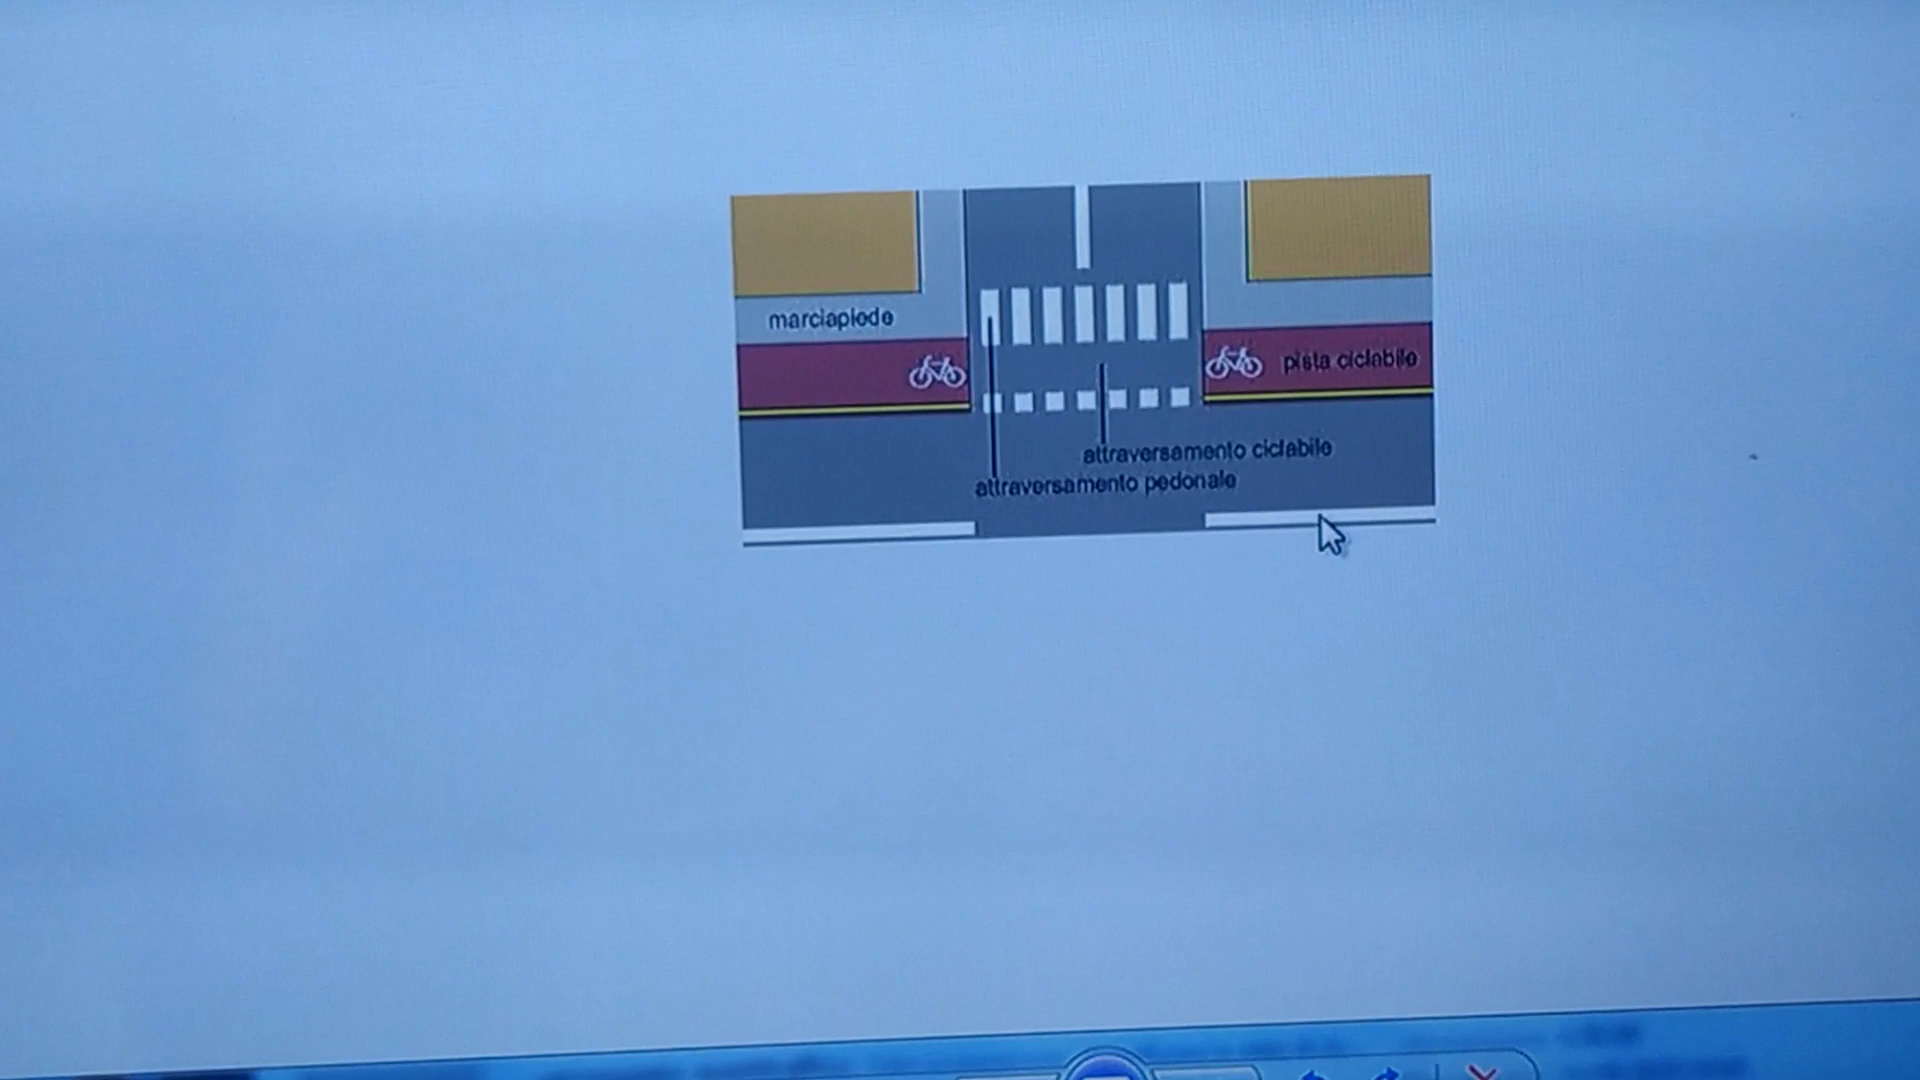 marciapiede
pista ciclabile
attraversamento ciclabile
attraversamento pedonale